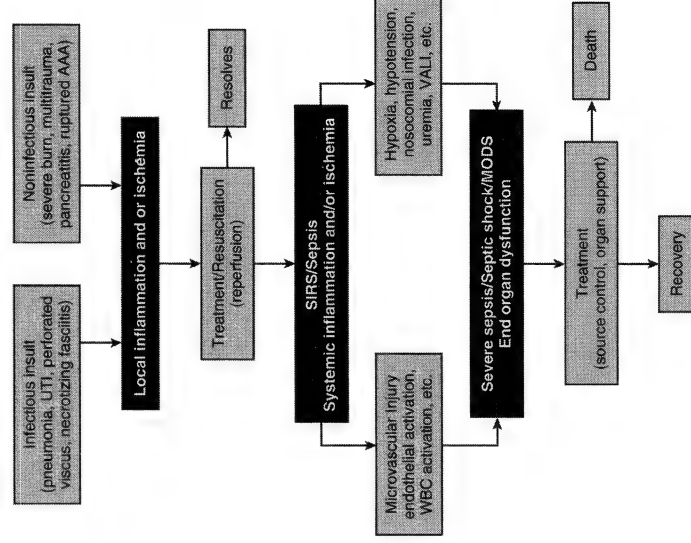 Infectious Insult
(pneumonia, UTI, perforated
viscus, necrotizing fasciitis)
Noninfectious insult
(severe burn, multitrauma,
pancreatitis, ruptured AAA)
Local inflammation and or ischemia
Treatment/Resuscitation
(reperfusion)
Resolves
SIRS/Sepsis
Systemic inflammation and/or ischemia
Microvascular Injury
endothelial activation,
WBC activation, etc.
Hypoxia, hypotension,
nosocomial infection,
uremia, VALI, etc.
Severe sepsis/Septic shock/MODS
End organ dysfunction
Treatment
(source control, organ support)
Death
Recovery